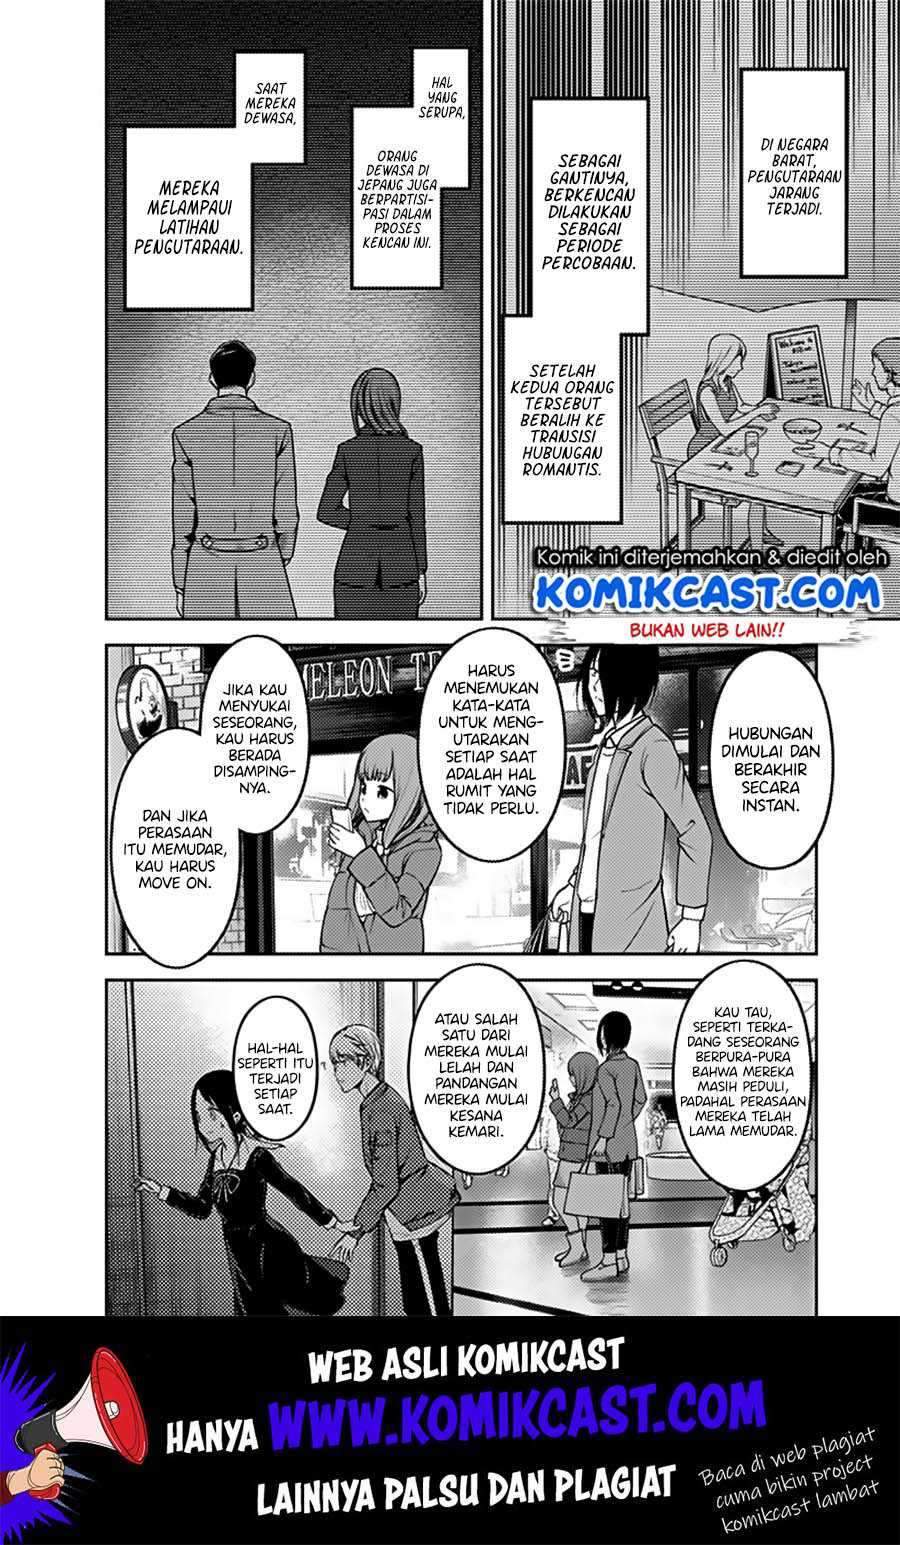 DI NEGARA
BARAT,
PENGUTARAAN
JARANG
TERJADI.
SEBAGAI
GANTINYA,
BERKENCAN
DILAKUKAN
SEBAGAI
PERIODE
PERCOBAAN.
SETELAH
KEDUA ORANG
TERSEBUT
BERALIH KE
TRANSISI
HUBUNGAN
ROMANTIS.
HAL
YANG
SERUPA,
ORANG
DEWASA DI
JEPANG JUGA
BERPARTISI-
PASI DALAM
PROSES
KENCAN INI.
SAAT
MEREKA
DEWASA,
MEREKA
MELAMPAUI
LATIHAN
PENGUTARAAN.
Komik ini diterjemahkan & diedit oleh
KOMIKCAST.COM
BUKAN WEB LAIN!!
HUBUNGAN
DIMULAI DAN
BERAKHIR
SECARA
INSTAN.
HARUS
MENEMUKAN
KATA-KATA
UNTUK MENG-
UTARAKAN
SETIAP SAAT
ADALAH HAL
RUMIT YANG
TIDAK PERLU.
MELEON TE
JIKA KAU
MENYUKAI
SESEORANG,
KAU HARUS
BERADA
DISAMPING-
NYA.
DAN JIKA
PERASAAN
ITU MEMUDAR,
KAU HARUS
MOVE ON.
KAU TAU,
SEPERTI TERKA-
DANG SESEORANG
BERPURA-PURA
BAHWA MEREKA
MASIH PEDULI,
PADAHAL PERASAAN
MEREKA TELAH
LAMA MEMUDAR.
ATAU SALAH
SATU DARI
MEREKA MULAI
LELAH DAN
PANDANGAN
MEREKA MULAI
KESANA
KEMARI.
HAL-HAL
SEPERTI ITU
TERJADI
SETIAP
SAAT.
WEB ASLI KOMIKCAST
HANYA WWW.KOMIKCAST.COM
LAINNYA PALSU DAN PLAGIAT
Baca di web plagiat
cuma bikin project
komikcast lambat